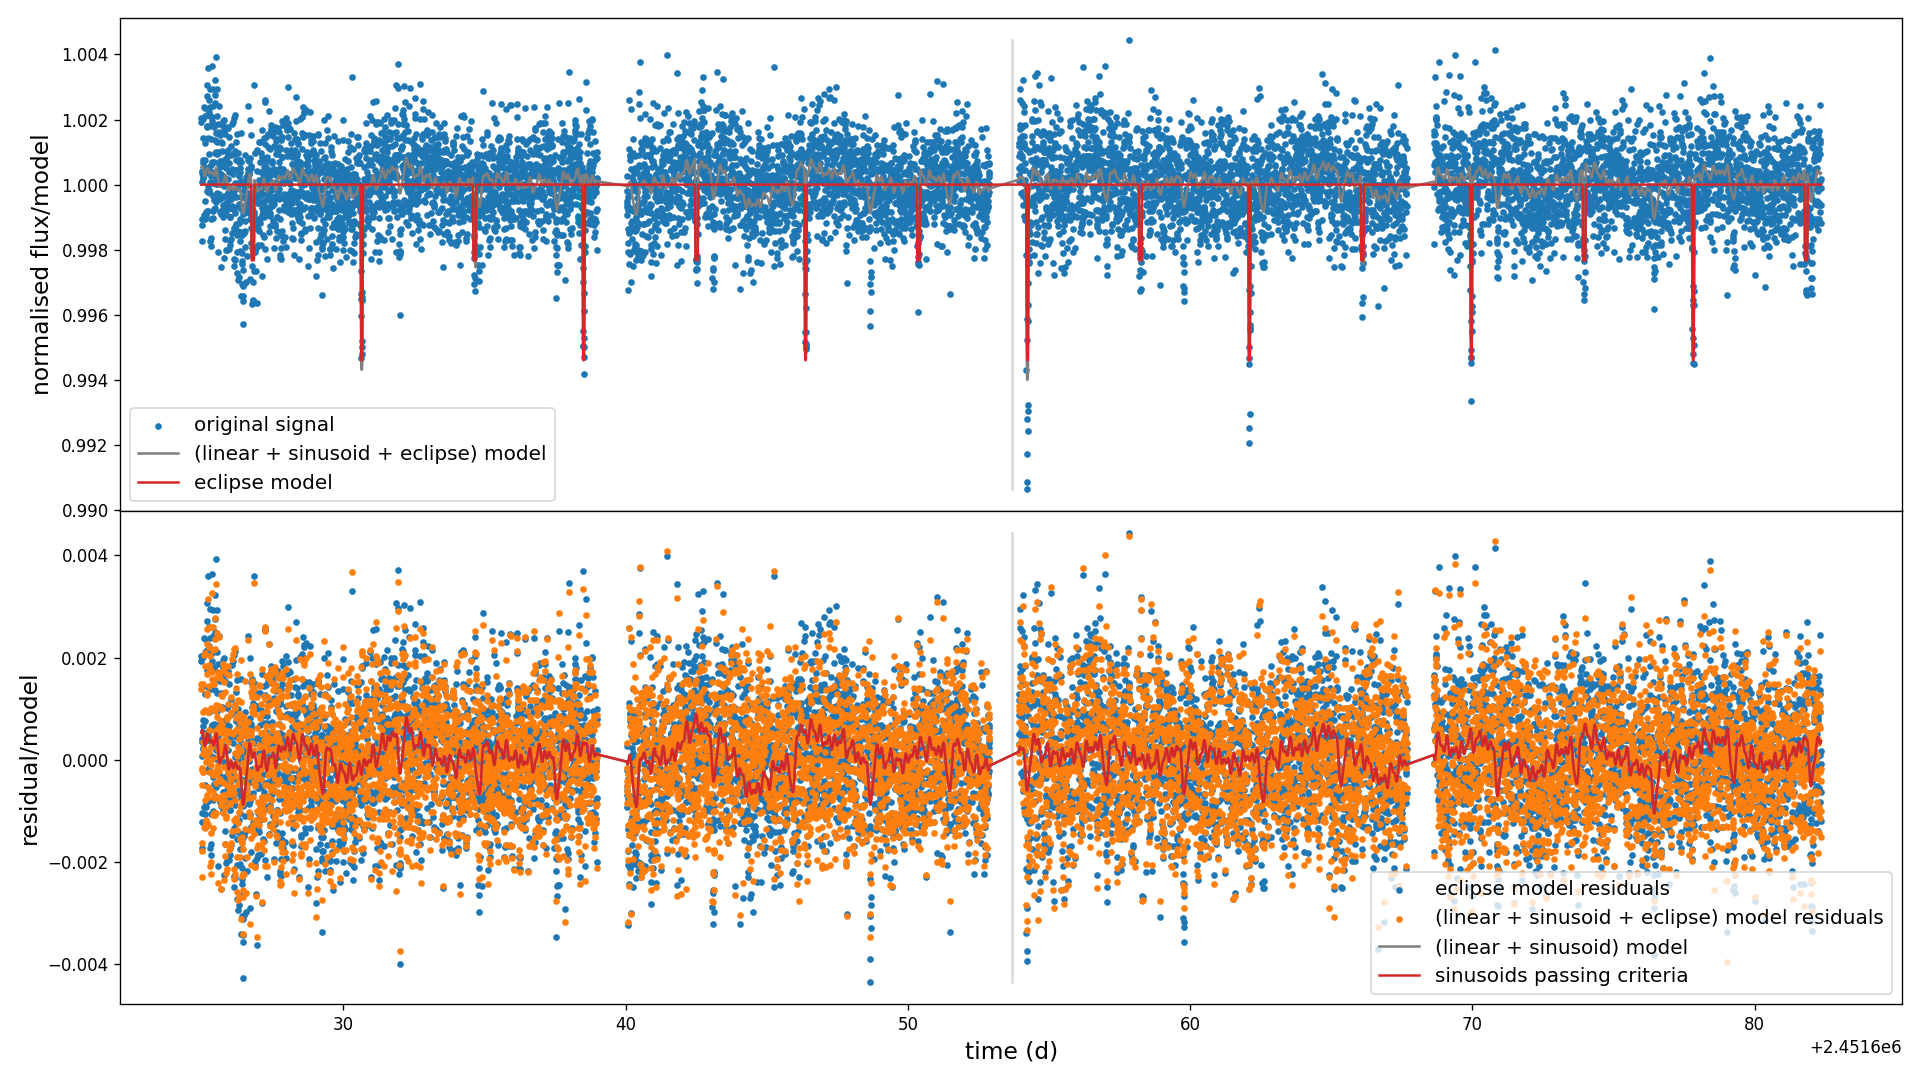 normalised flux/model
1.004
1.002
1.000
0.998
0.996
0.994
0.992
0.990
original signal
(linear + sinusoid + eclipse) model
eclipse model
residual/model
0.004
0.002
0.000
−0.002
−0.004
eclipse model residuals
(linear + sinusoid + eclipse) model residuals
(linear + sinusoid) model
sinusoids passing criteria
30 40 50 60 70 80
time (d)
+2.4516e6